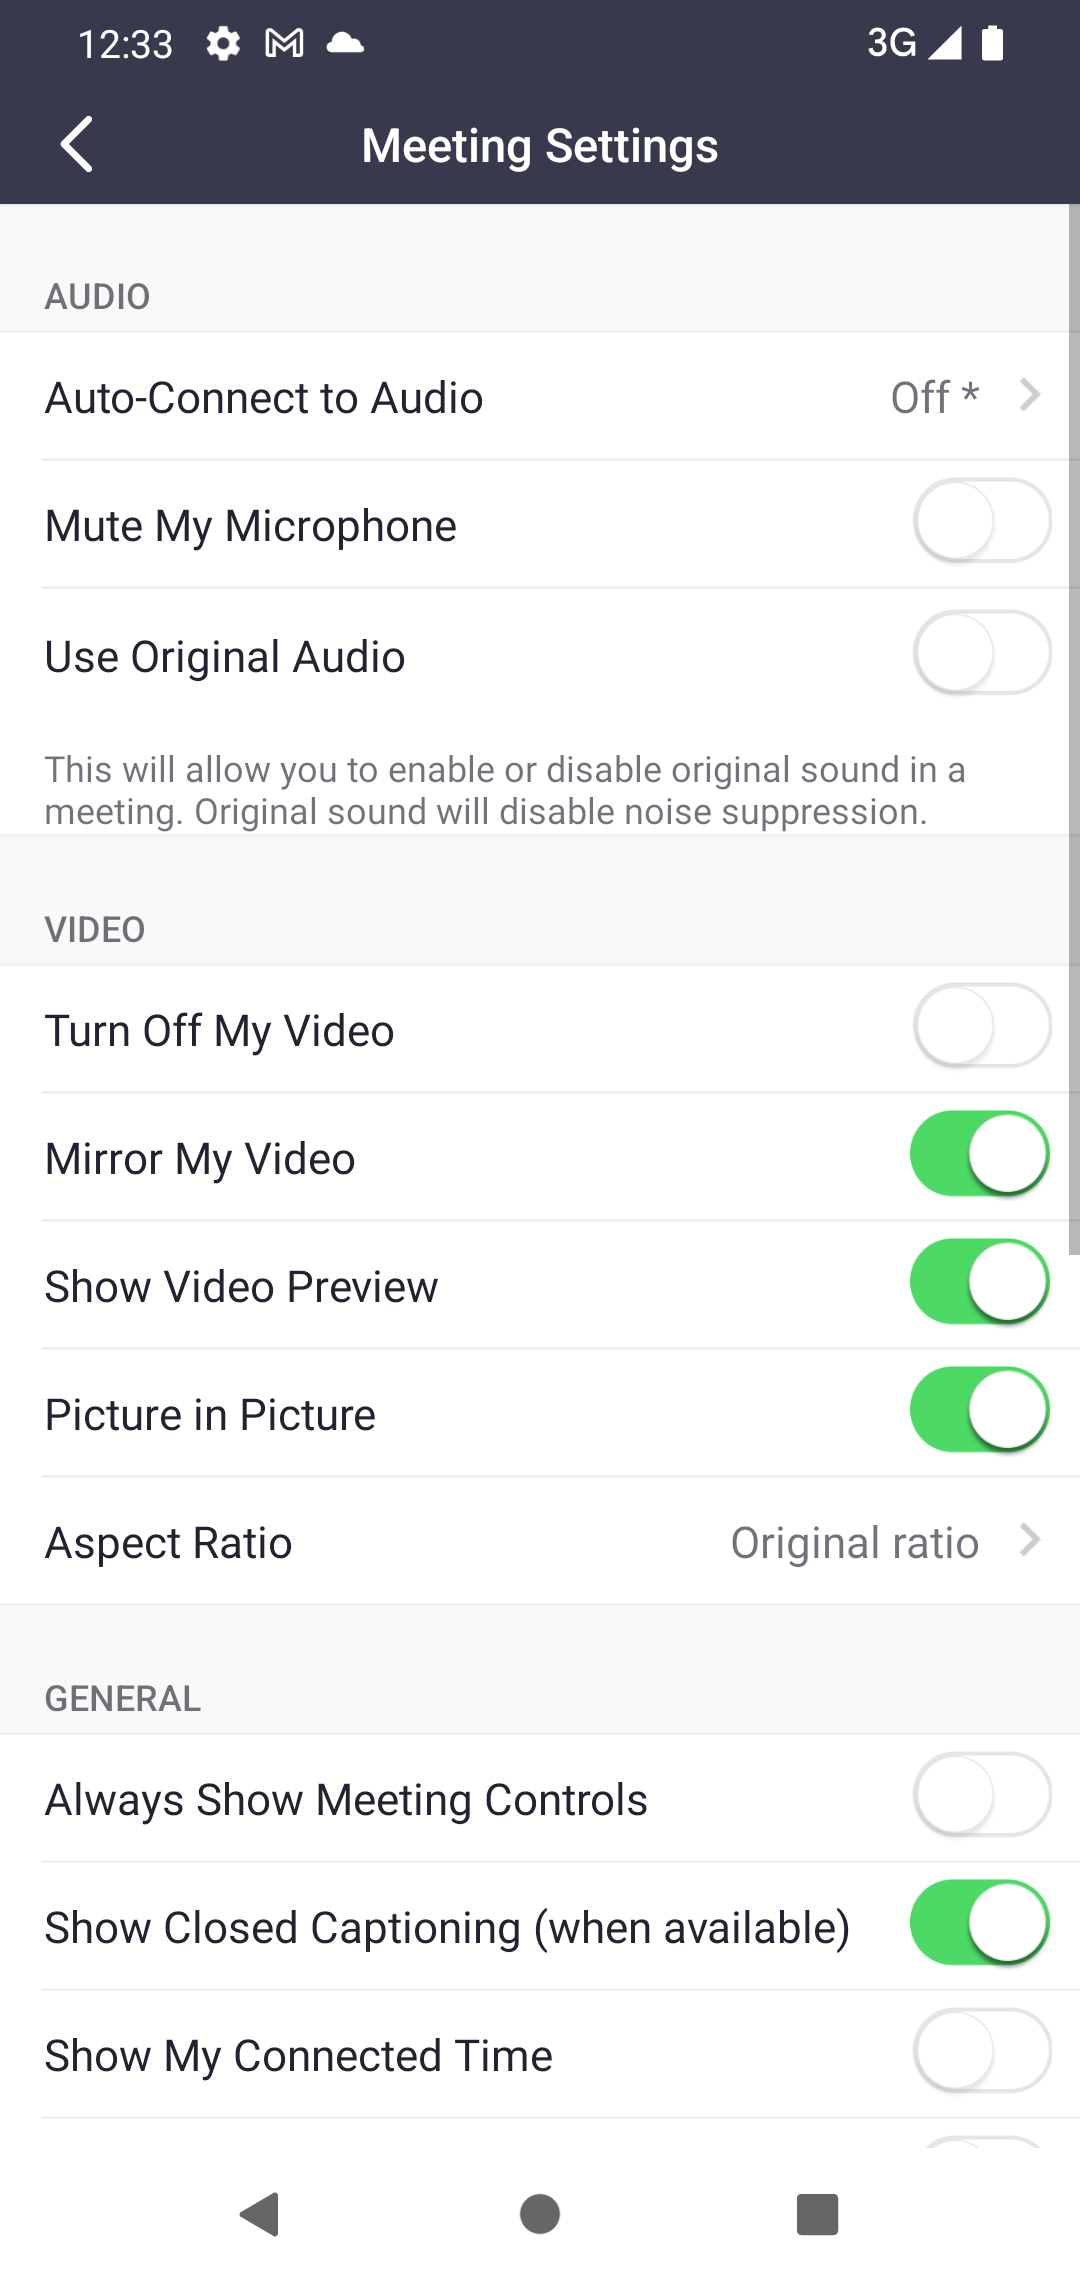 12:33
3G
Meeting Settings
AUDIO
Auto-Connect to Audio Off *
Mute My Microphone
Use Original Audio
This will allow you to enable or disable original sound in a
meeting. Original sound will disable noise suppression.
VIDEO
Turn Off My Video
Mirror My Video
Show Video Preview
Picture in Picture
Aspect Ratio Original ratio
GENERAL
Always Show Meeting Controls
Show Closed Captioning (when available)
Show My Connected Time